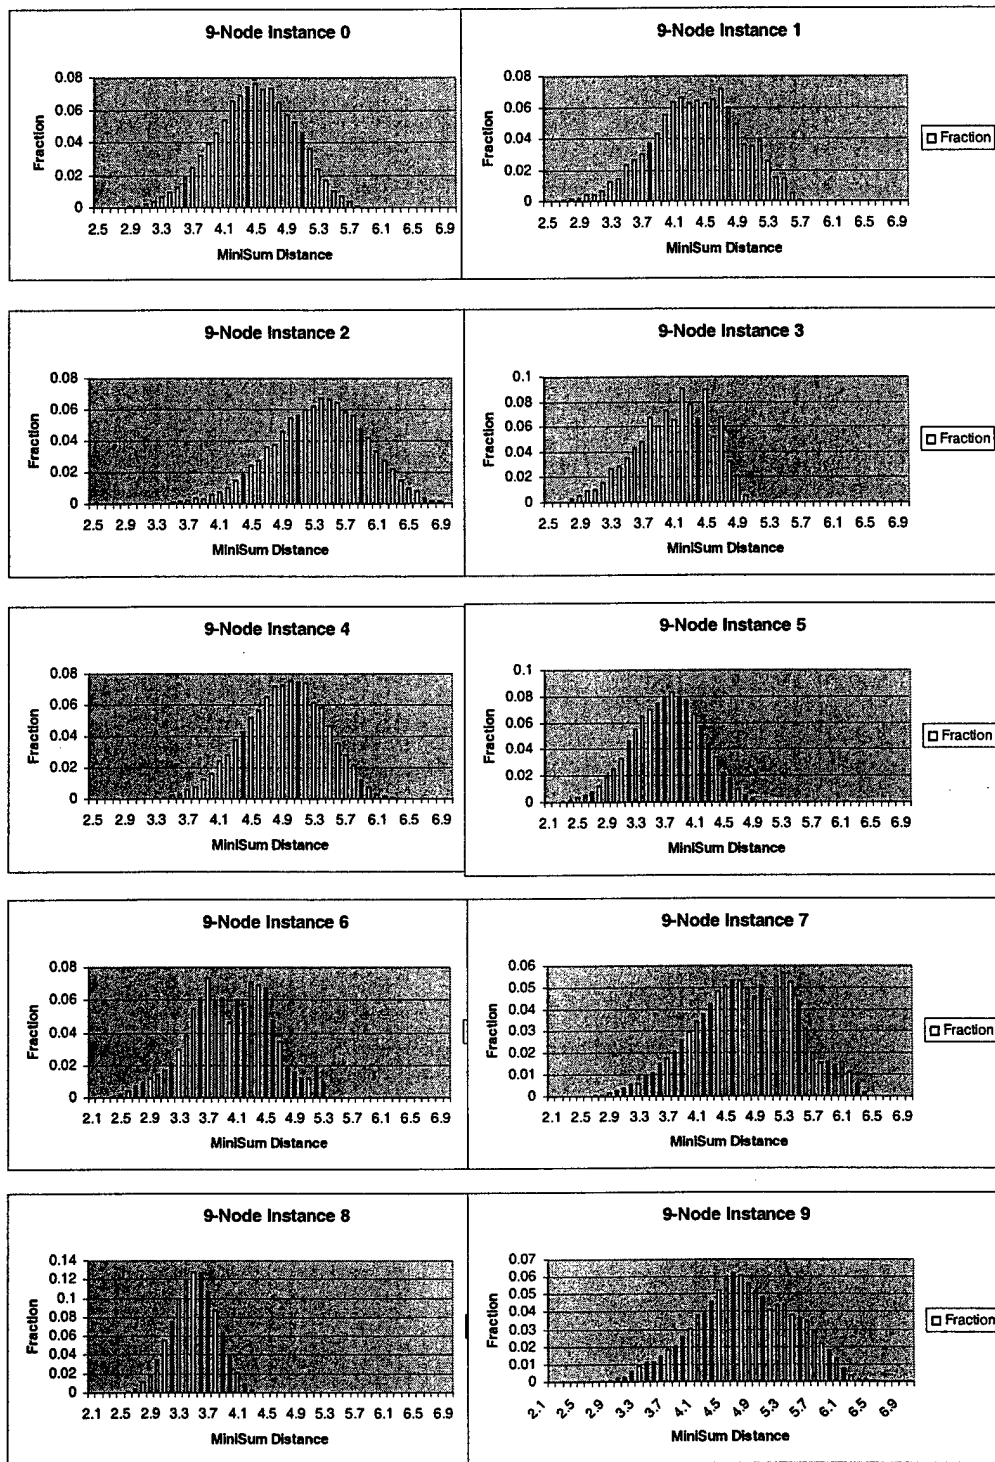 9-Node Instance 0
0.08
0.06
0.04
0.02
0
Fraction
2.5 2.9 3.3 3.7 4.1 4.5 4.9 5.3 5.7 6.1 6.5 6.9
MiniSum Distance
9-Node Instance 1
0.08
0.06
0.04
0.02
0
Fraction
2.5 2.9 3.3 3.7 4.1 4.5 4.9 5.3 5.7 6.1 6.5 6.9
MiniSum Distance
Fraction
9-Node Instance 2
0.08
0.06
0.04
0.02
0
Fraction
2.5 2.9 3.3 3.7 4.1 4.5 4.9 5.3 5.7 6.1 6.5 6.9
MiniSum Distance
9-Node Instance 3
0.1
0.08
0.06
0.04
0.02
0
Fraction
2.5 2.9 3.3 3.7 4.1 4.5 4.9 5.3 5.7 6.1 6.5 6.9
MiniSum Distance
Fraction
9-Node Instance 4
0.08
0.06
0.04
0.02
0
Fraction
2.5 2.9 3.3 3.7 4.1 4.5 4.9 5.3 5.7 6.1 6.5 6.9
MiniSum Distance
9-Node Instance 5
0.1
0.08
0.06
0.04
0.02
0
Fraction
2.1 2.5 2.9 3.3 3.7 4.1 4.5 4.9 5.3 5.7 6.1 6.5 6.9
MiniSum Distance
Fraction
9-Node Instance 6
0.08
0.06
0.04
0.02
0
Fraction
2.1 2.5 2.9 3.3 3.7 4.1 4.5 4.9 5.3 5.7 6.1 6.5 6.9
MiniSum Distance
9-Node Instance 7
0.06
0.05
0.04
0.03
0.02
0.01
0
Fraction
2.1 2.5 2.9 3.3 3.7 4.1 4.5 4.9 5.3 5.7 6.1 6.5 6.9
MiniSum Distance
Fraction
9-Node Instance 8
0.14
0.12
0.1
0.08
0.06
0.04
0.02
0
Fraction
2.1 2.5 2.9 3.3 3.7 4.1 4.5 4.9 5.3 5.7 6.1 6.5 6.9
MiniSum Distance
9-Node Instance 9
0.07
0.06
0.05
0.04
0.03
0.02
0.01
0
Fraction
2.1 2.5 2.9 3.3 3.7 4.1 4.5 4.9 5.3 5.7 6.1 6.5 6.9
MiniSum Distance
Fraction